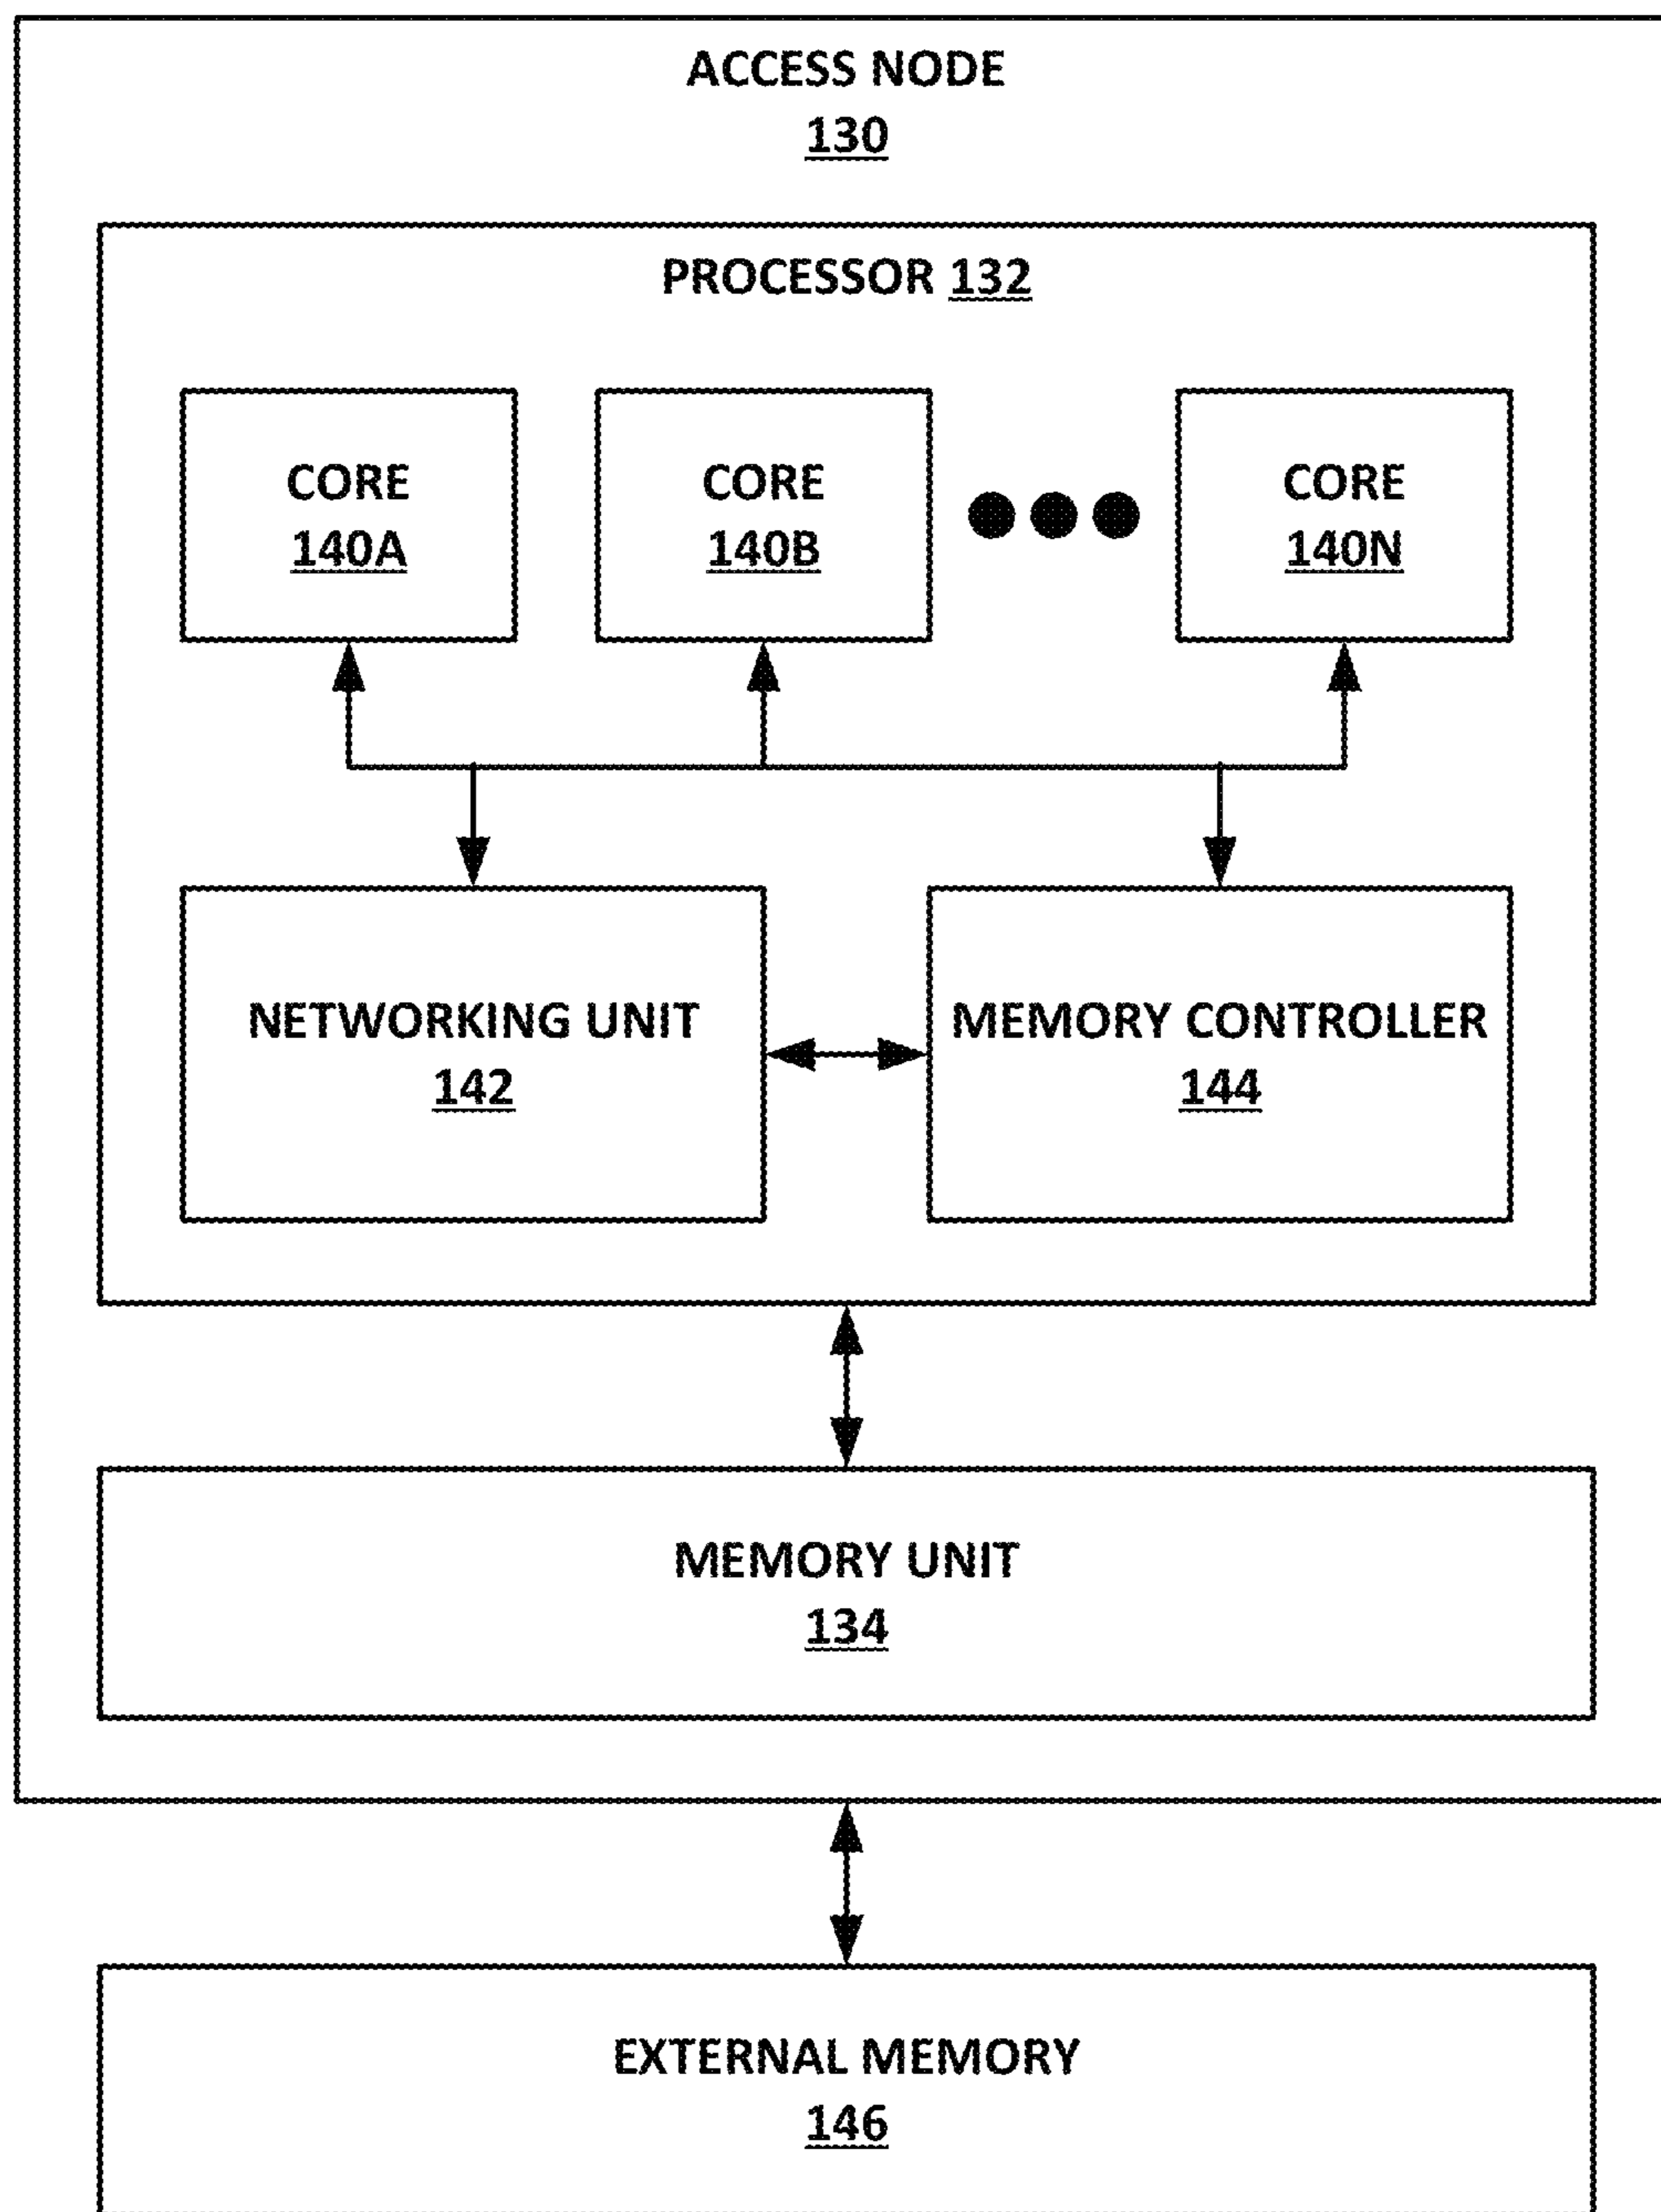 ACCESS NODE
130
PROCESSOR 132
CORE
140A
CORE
140B
CORE
140N
NETWORKING UNIT
142
MEMORY CONTROLLER
144
MEMORY UNIT
134
EXTERNAL MEMORY
146